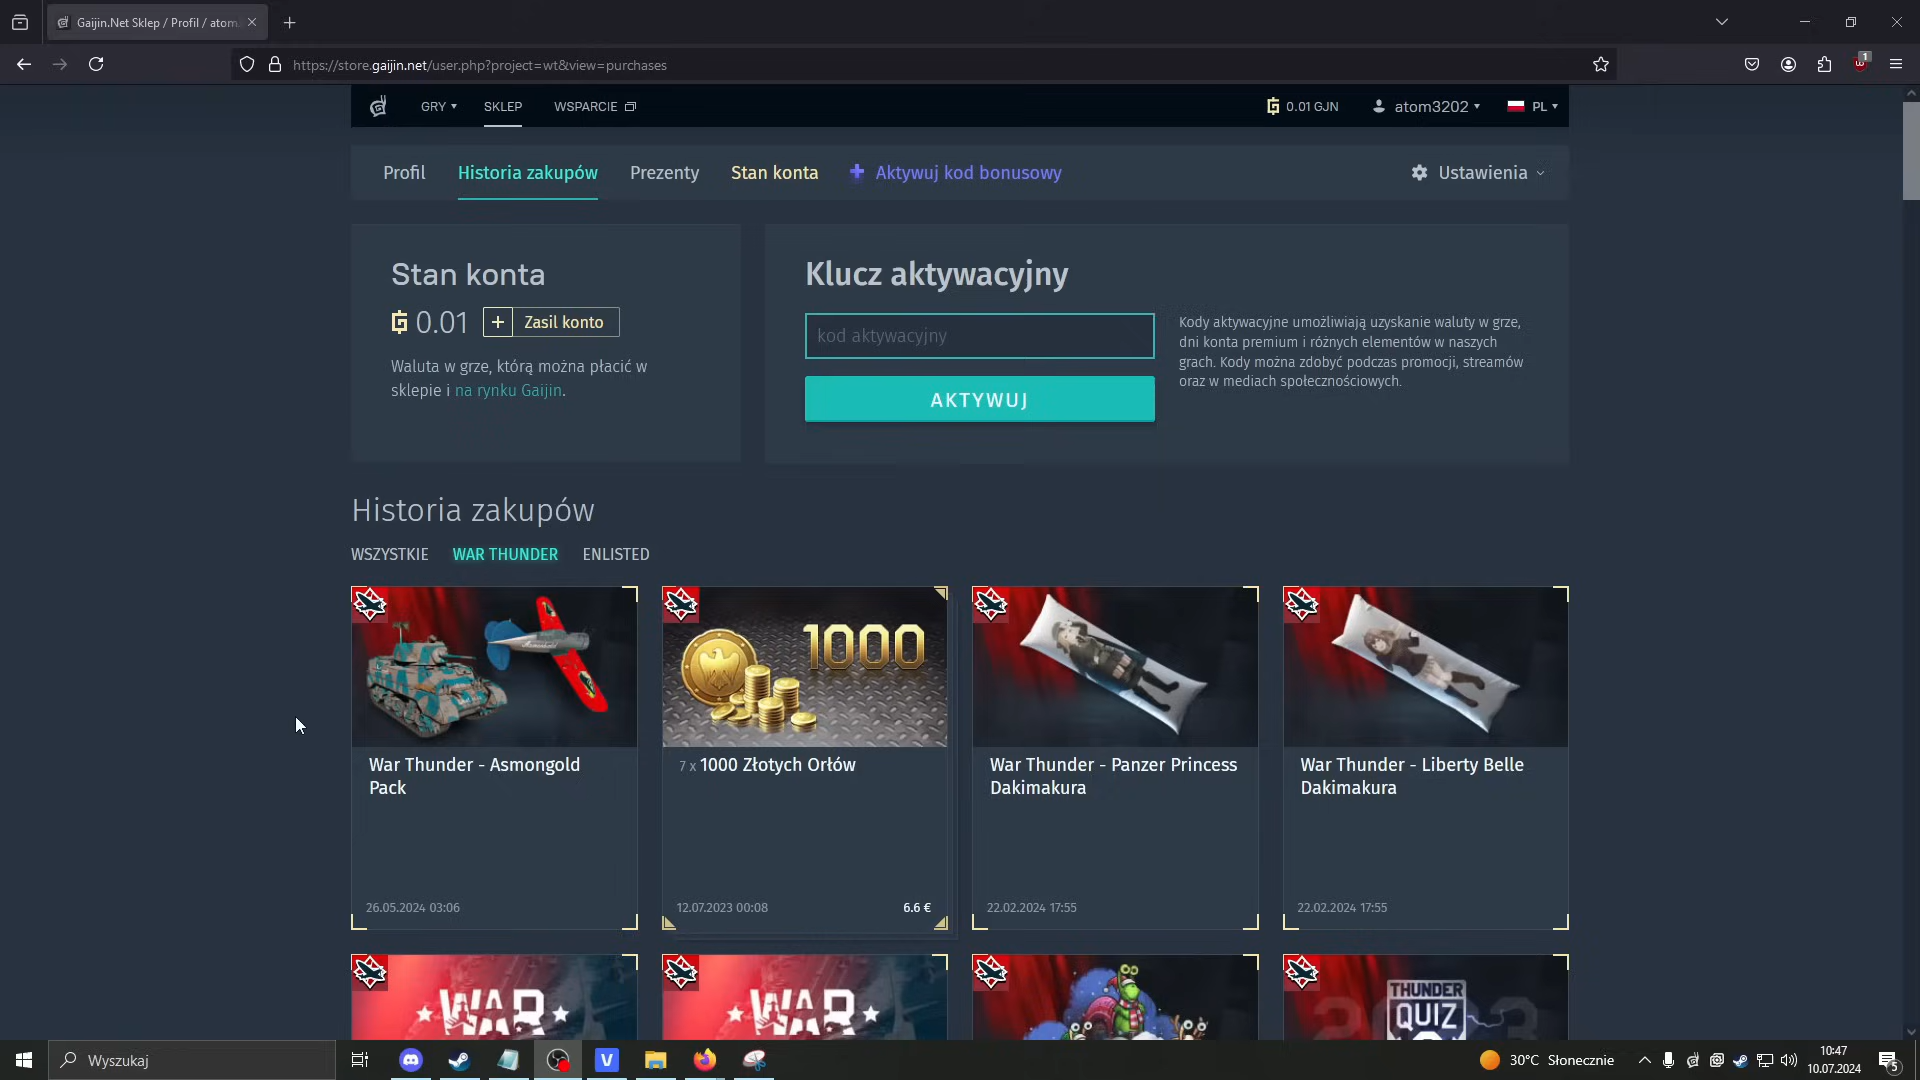 Gaijin.Net Sklep / Profil / atom
https://store.gaijin.net/user.php?project=wt&view=purchases
1
GRY
SKLEP
WSPARCIE
0.01 GJN
atom3202
PL
Profil
Historia zakupów
Prezenty
Stan konta
Aktywuj kod bonusowy
Ustawienia
Stan konta
0.01
+ Zasil konto
Waluta w grze, którą można płacić w
sklepie i na rynku Gaijin.
Klucz aktywacyjny
kod aktywacyjny
AKTYWUJ
Kody aktywacyjne umożliwiają uzyskanie waluty w grze,
dni konta premium i różnych elementów w naszych
grach. Kody można zdobyć podczas promocji, streamów
oraz w mediach społecznościowych.
Historia zakupów
WSZYSTKIE
WAR THUNDER
ENLISTED
1000
War Thunder - Asmongold
Pack
26.05.2024 03:06
7 x 1000 Złotych Orłów
12.07.2023 00:08
6.6 €
War Thunder - Panzer Princess
Dakimakura
22.02.2024 17:55
War Thunder - Liberty Belle
Dakimakura
22.02.2024 17:55
WAR
WAR
THUNDER
QUIZ
Wyszukaj
V
30°C Słonecznie
10:47
10.07.2024
5